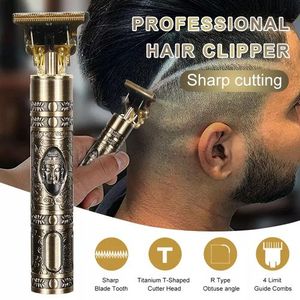 PROFESSIONAL
HAIR CLIPPER
Sharp cutting
Sharp
Blade Tooth
Titanium T-Shaped
Cutter Head
R Type
Obtuse angle
4 Limit
Guide Combs